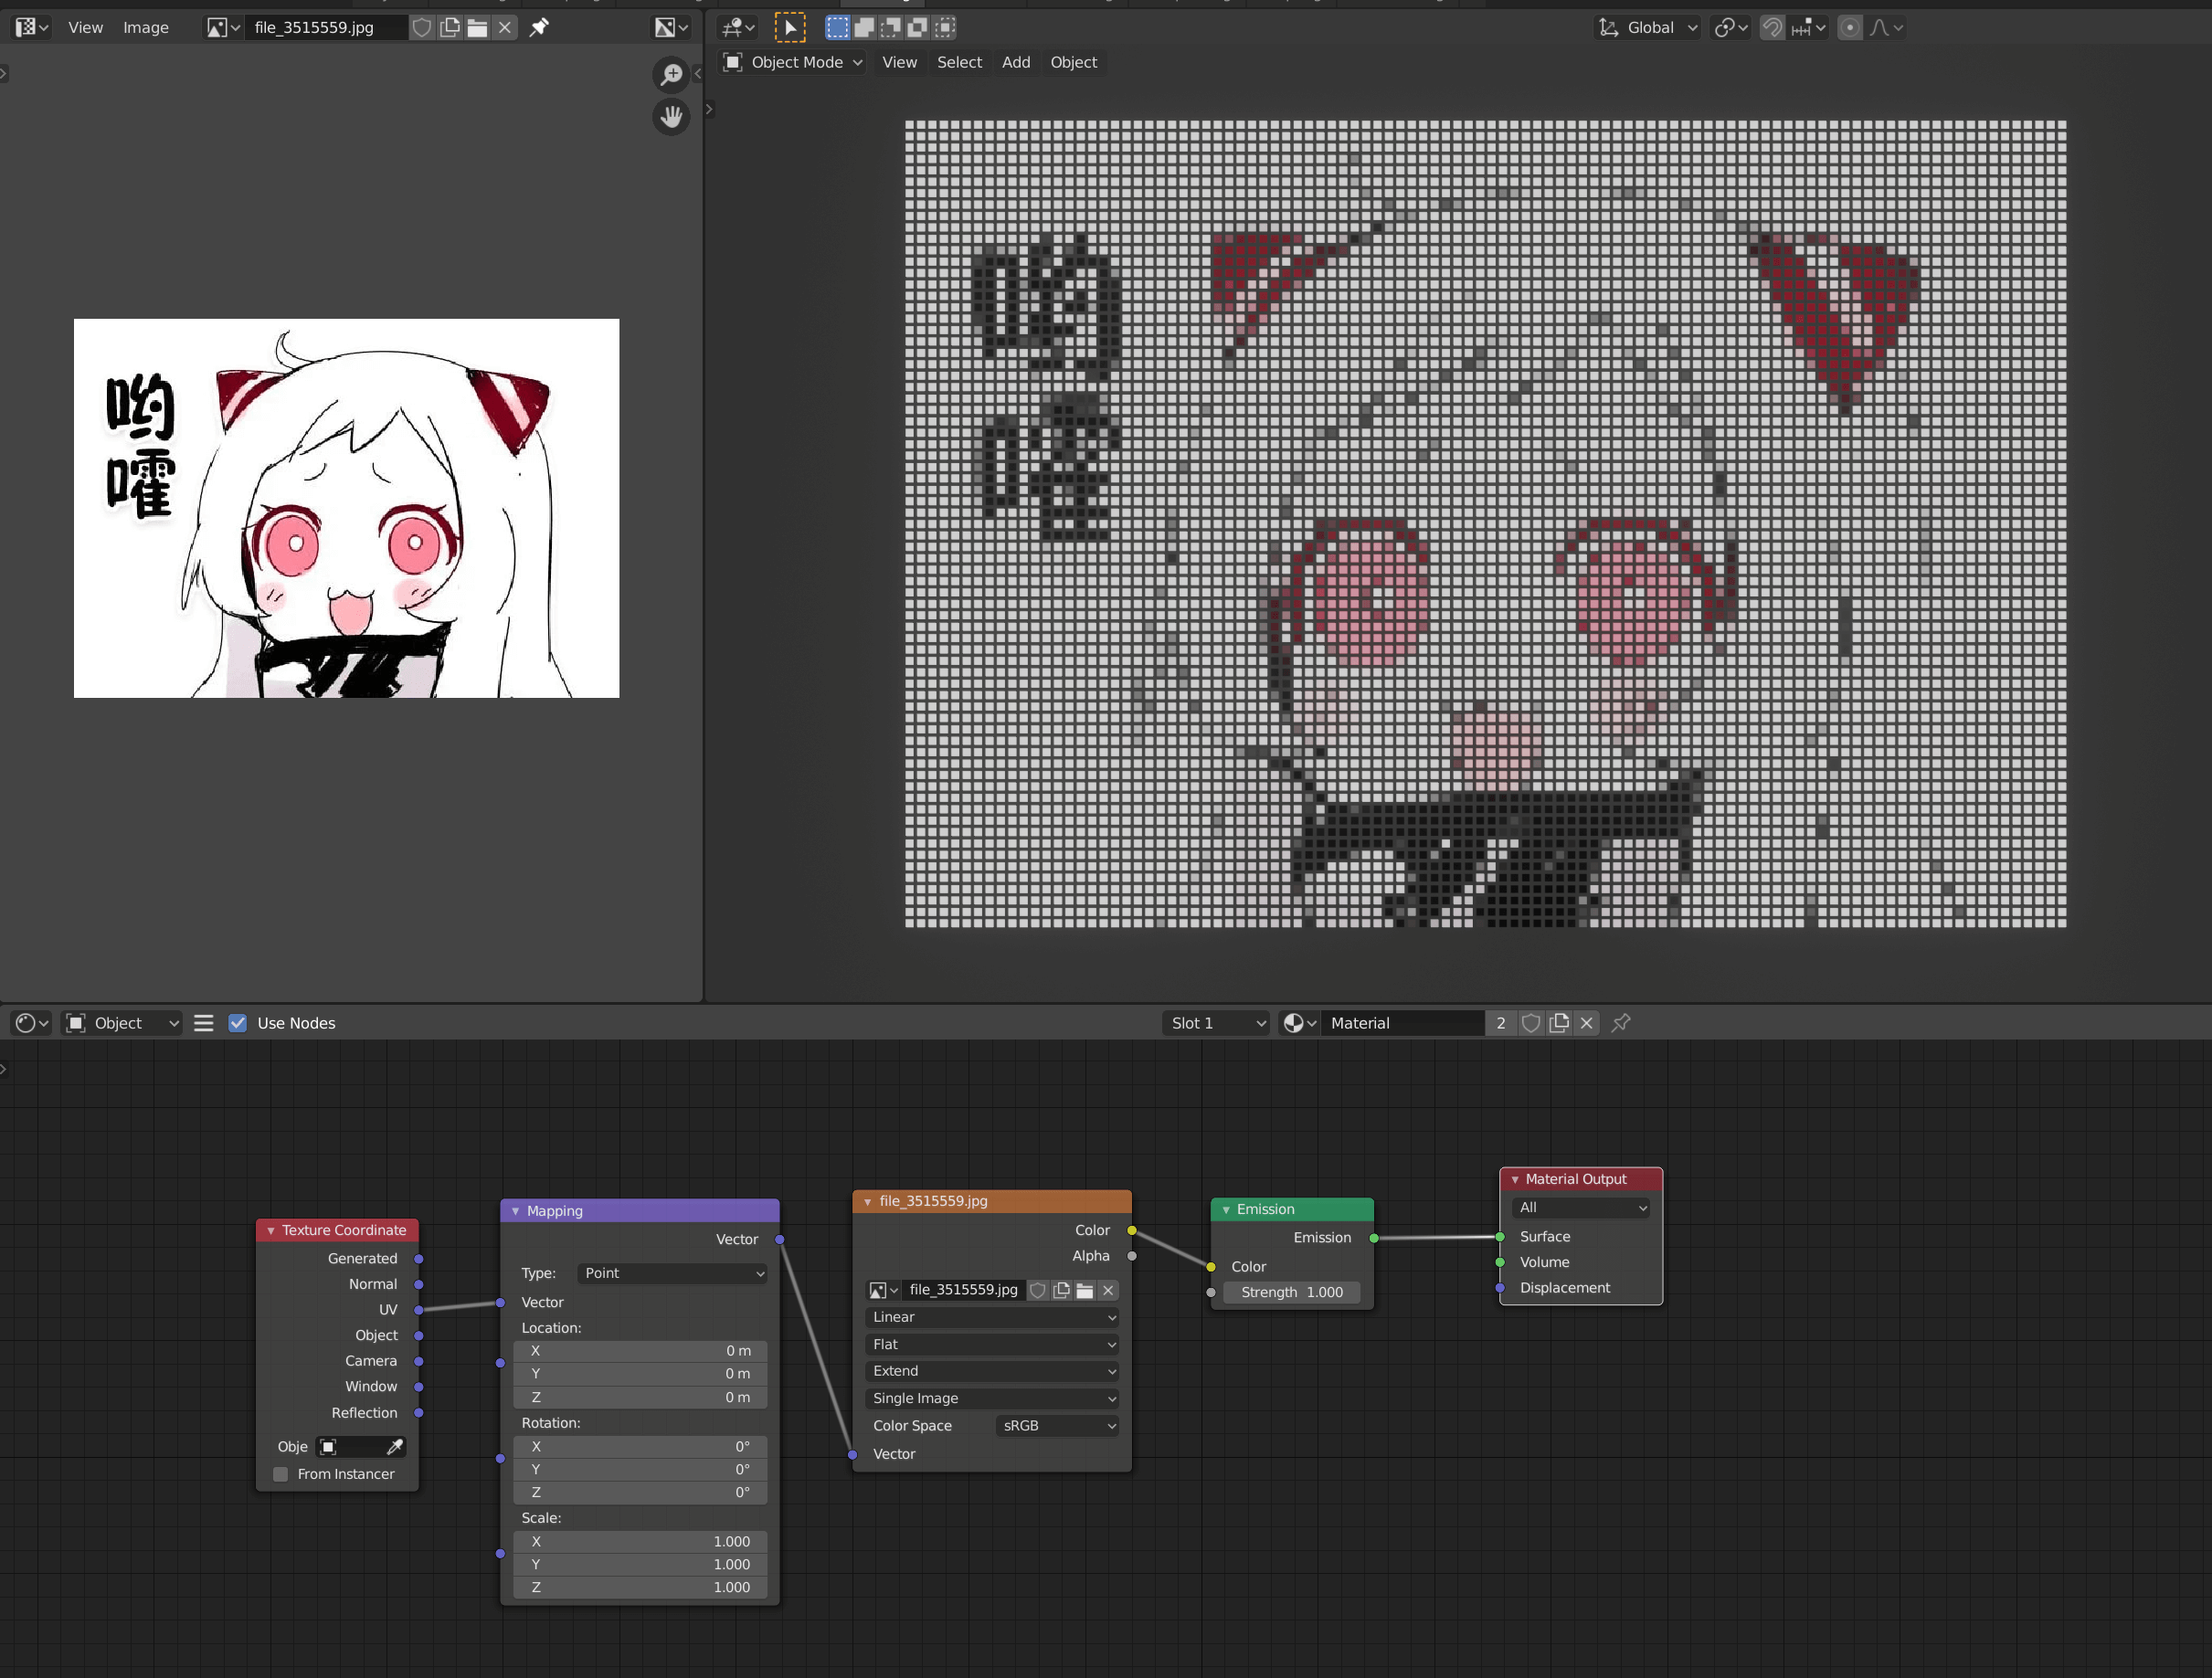 View Image file_3515559.jpg
Global
Object Mode View Select Add Object
哟
嚯
Object Use Nodes Slot 1 Material 2
Texture Coordinate
Generated
Normal
UV
Object
Camera
Window
Reflection
Obje
From Instancer
Mapping
Vector
Type: Point
Vector
Location:
X 0 m
Y 0 m
Z 0 m
Rotation:
X 0°
Y 0°
Z 0°
Scale:
X 1.000
Y 1.000
Z 1.000
file_3515559.jpg
Color
Alpha
file_3515559.jpg
Linear
Flat
Extend
Single Image
Color Space sRGB
Vector
Emission
Emission
Color
Strength 1.000
Material Output
All
Surface
Volume
Displacement